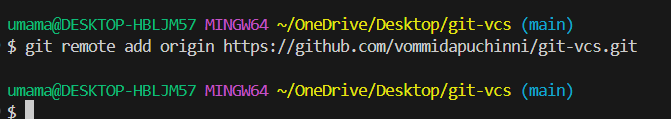 umama@DESKTOP-HBLJM57 MINGW64 ~/OneDrive/Desktop/git-vcs (main)
$ git remote add origin https://github.com/vommidapuchinni/git-vcs.git
umama@DESKTOP-HBLJM57 MINGW64 ~/OneDrive/Desktop/git-vcs (main)
$